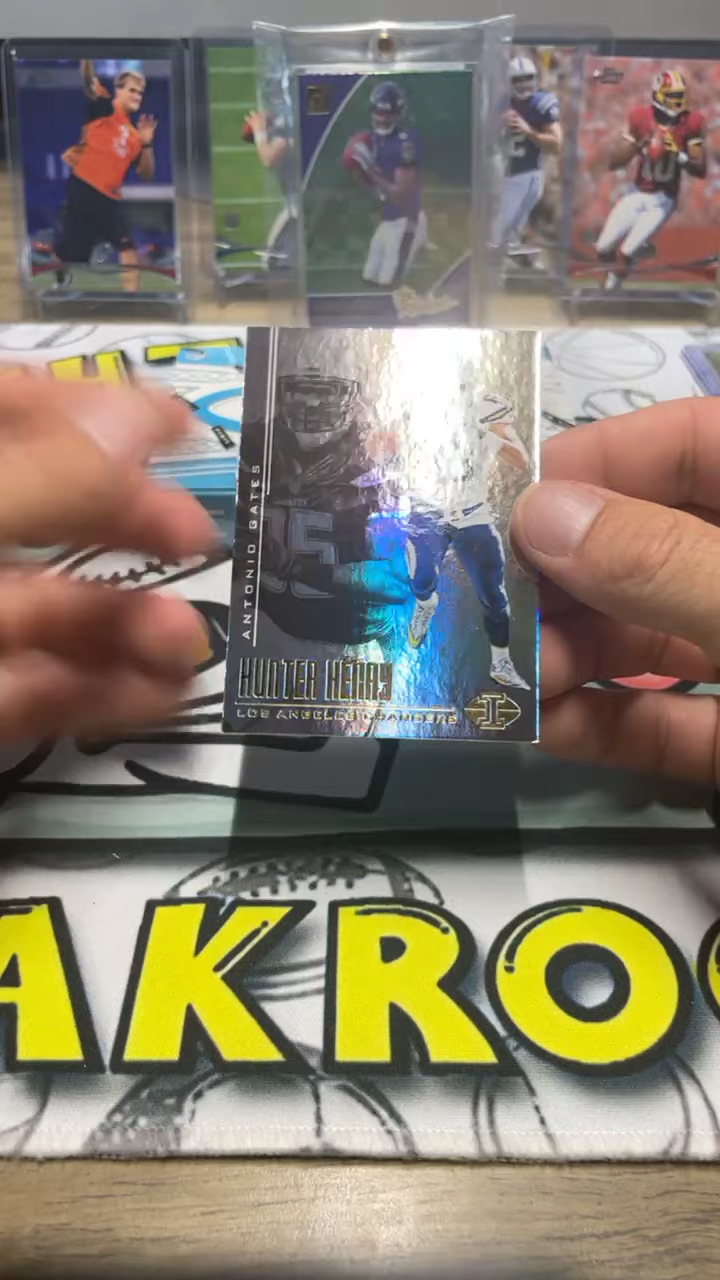 ANTONIO GATES
HUNTER HENRY
LOS ANGELES CHARGERS
I
AKRO